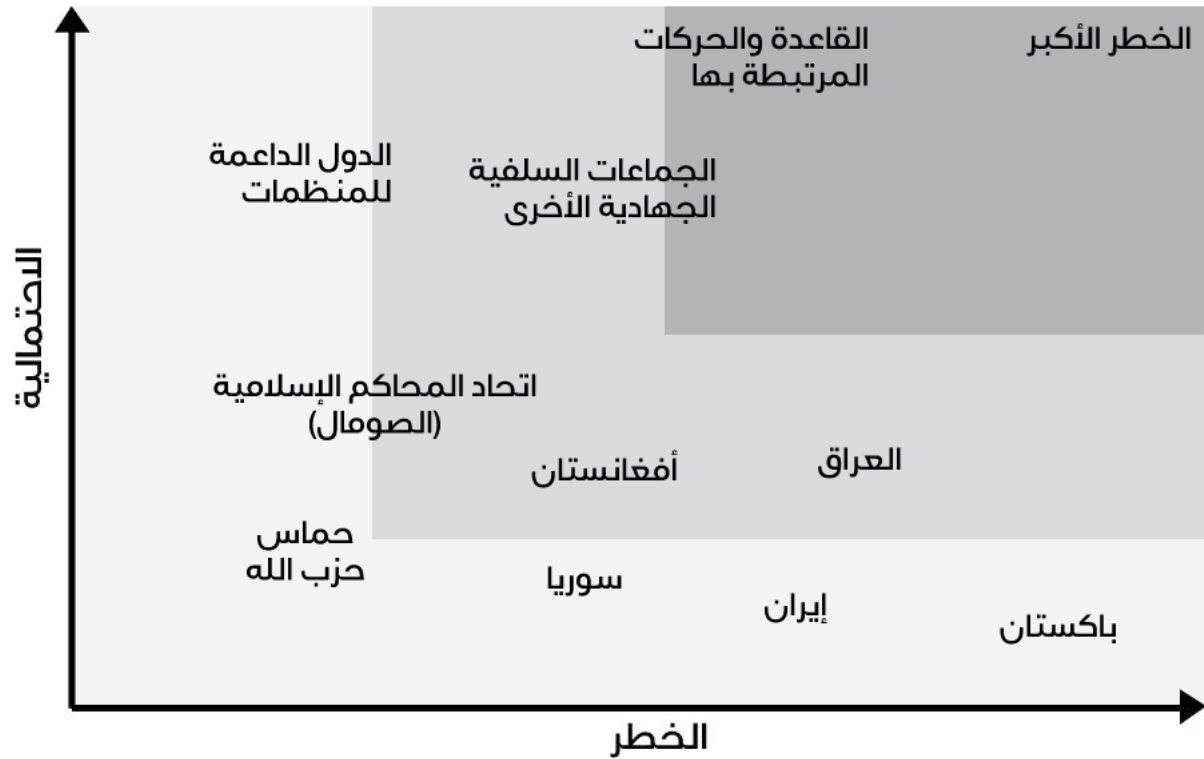 الخطر الأكبر
القاعدة والحركات
المرتبطة بها
الجماعات السلفية
الجهادية الأخرى
الدول الداعمة
للمنظمات
الاحتمالية
اتحاد المحاكم الإسلامية
(الصومال)
العراق
أفغانستان
حماس
حزب الله
سوريا
إيران
باكستان
الخطر